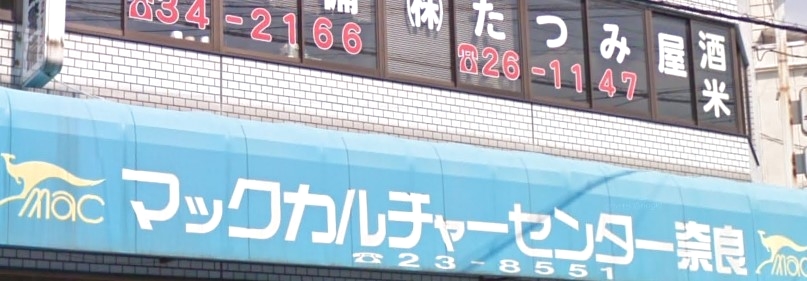 ㈱たつみ屋
酒米
☎34-2166
☎26-1147
mac
マックカルチャーセンター奈良
☎23-8551
mac